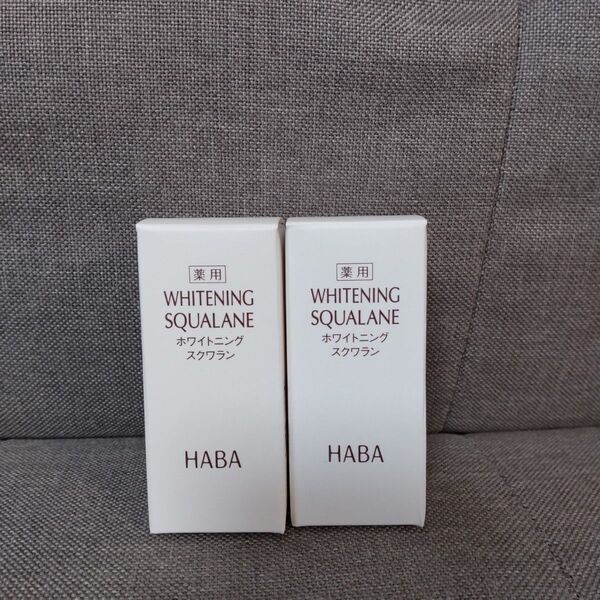 薬用
WHITENING
SQUALANE
ホワイトニング
スクワラン
HABA
薬用
WHITENING
SQUALANE
ホワイトニング
スクワラン
HABA